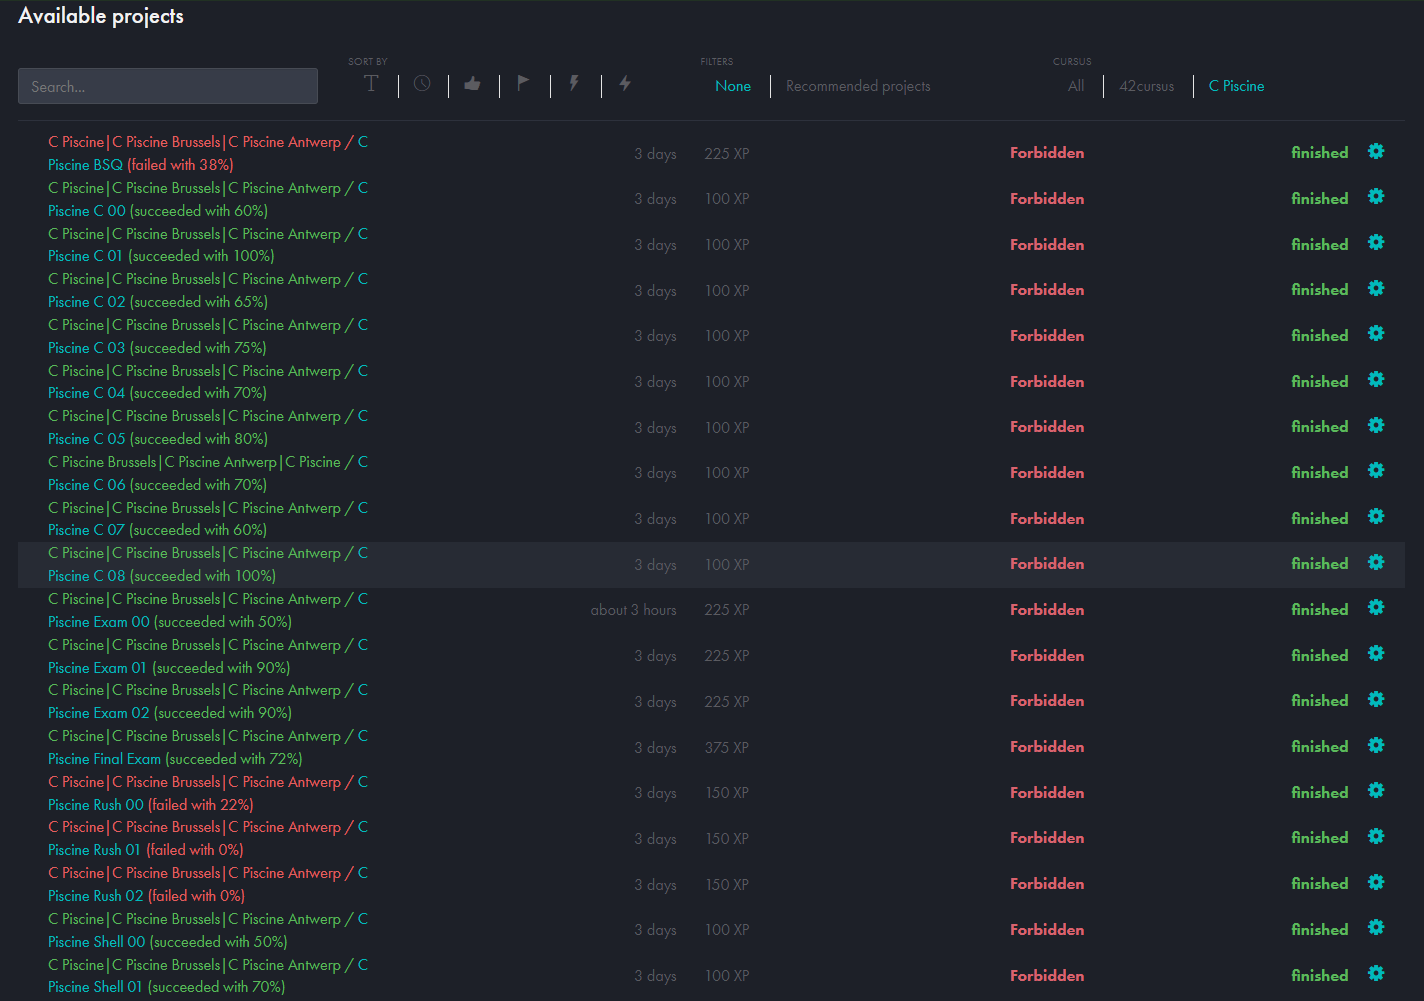 Available projects
SORT BY
FILTERS
CURSUS
Search...
T
None
Recommended projects
All
42cursus
C Piscine
C Piscine|C Piscine Brussels|C Piscine Antwerp / C
Piscine BSQ (failed with 38%)
3 days 225 XP Forbidden finished
C Piscine|C Piscine Brussels|C Piscine Antwerp / C
Piscine C 00 (succeeded with 60%)
3 days 100 XP Forbidden finished
C Piscine|C Piscine Brussels|C Piscine Antwerp / C
Piscine C 01 (succeeded with 100%)
3 days 100 XP Forbidden finished
C Piscine|C Piscine Brussels|C Piscine Antwerp / C
Piscine C 02 (succeeded with 65%)
3 days 100 XP Forbidden finished
C Piscine|C Piscine Brussels|C Piscine Antwerp / C
Piscine C 03 (succeeded with 75%)
3 days 100 XP Forbidden finished
C Piscine|C Piscine Brussels|C Piscine Antwerp / C
Piscine C 04 (succeeded with 70%)
3 days 100 XP Forbidden finished
C Piscine|C Piscine Brussels|C Piscine Antwerp / C
Piscine C 05 (succeeded with 80%)
3 days 100 XP Forbidden finished
C Piscine Brussels|C Piscine Antwerp|C Piscine / C
Piscine C 06 (succeeded with 70%)
3 days 100 XP Forbidden finished
C Piscine|C Piscine Brussels|C Piscine Antwerp / C
Piscine C 07 (succeeded with 60%)
3 days 100 XP Forbidden finished
C Piscine|C Piscine Brussels|C Piscine Antwerp / C
Piscine C 08 (succeeded with 100%)
3 days 100 XP Forbidden finished
C Piscine|C Piscine Brussels|C Piscine Antwerp / C
Piscine Exam 00 (succeeded with 50%)
about 3 hours 225 XP Forbidden finished
C Piscine|C Piscine Brussels|C Piscine Antwerp / C
Piscine Exam 01 (succeeded with 90%)
3 days 225 XP Forbidden finished
C Piscine|C Piscine Brussels|C Piscine Antwerp / C
Piscine Exam 02 (succeeded with 90%)
3 days 225 XP Forbidden finished
C Piscine|C Piscine Brussels|C Piscine Antwerp / C
Piscine Final Exam (succeeded with 72%)
3 days 375 XP Forbidden finished
C Piscine|C Piscine Brussels|C Piscine Antwerp / C
Piscine Rush 00 (failed with 22%)
3 days 150 XP Forbidden finished
C Piscine|C Piscine Brussels|C Piscine Antwerp / C
Piscine Rush 01 (failed with 0%)
3 days 150 XP Forbidden finished
C Piscine|C Piscine Brussels|C Piscine Antwerp / C
Piscine Rush 02 (failed with 0%)
3 days 150 XP Forbidden finished
C Piscine|C Piscine Brussels|C Piscine Antwerp / C
Piscine Shell 00 (succeeded with 50%)
3 days 100 XP Forbidden finished
C Piscine|C Piscine Brussels|C Piscine Antwerp / C
Piscine Shell 01 (succeeded with 70%)
3 days 100 XP Forbidden finished